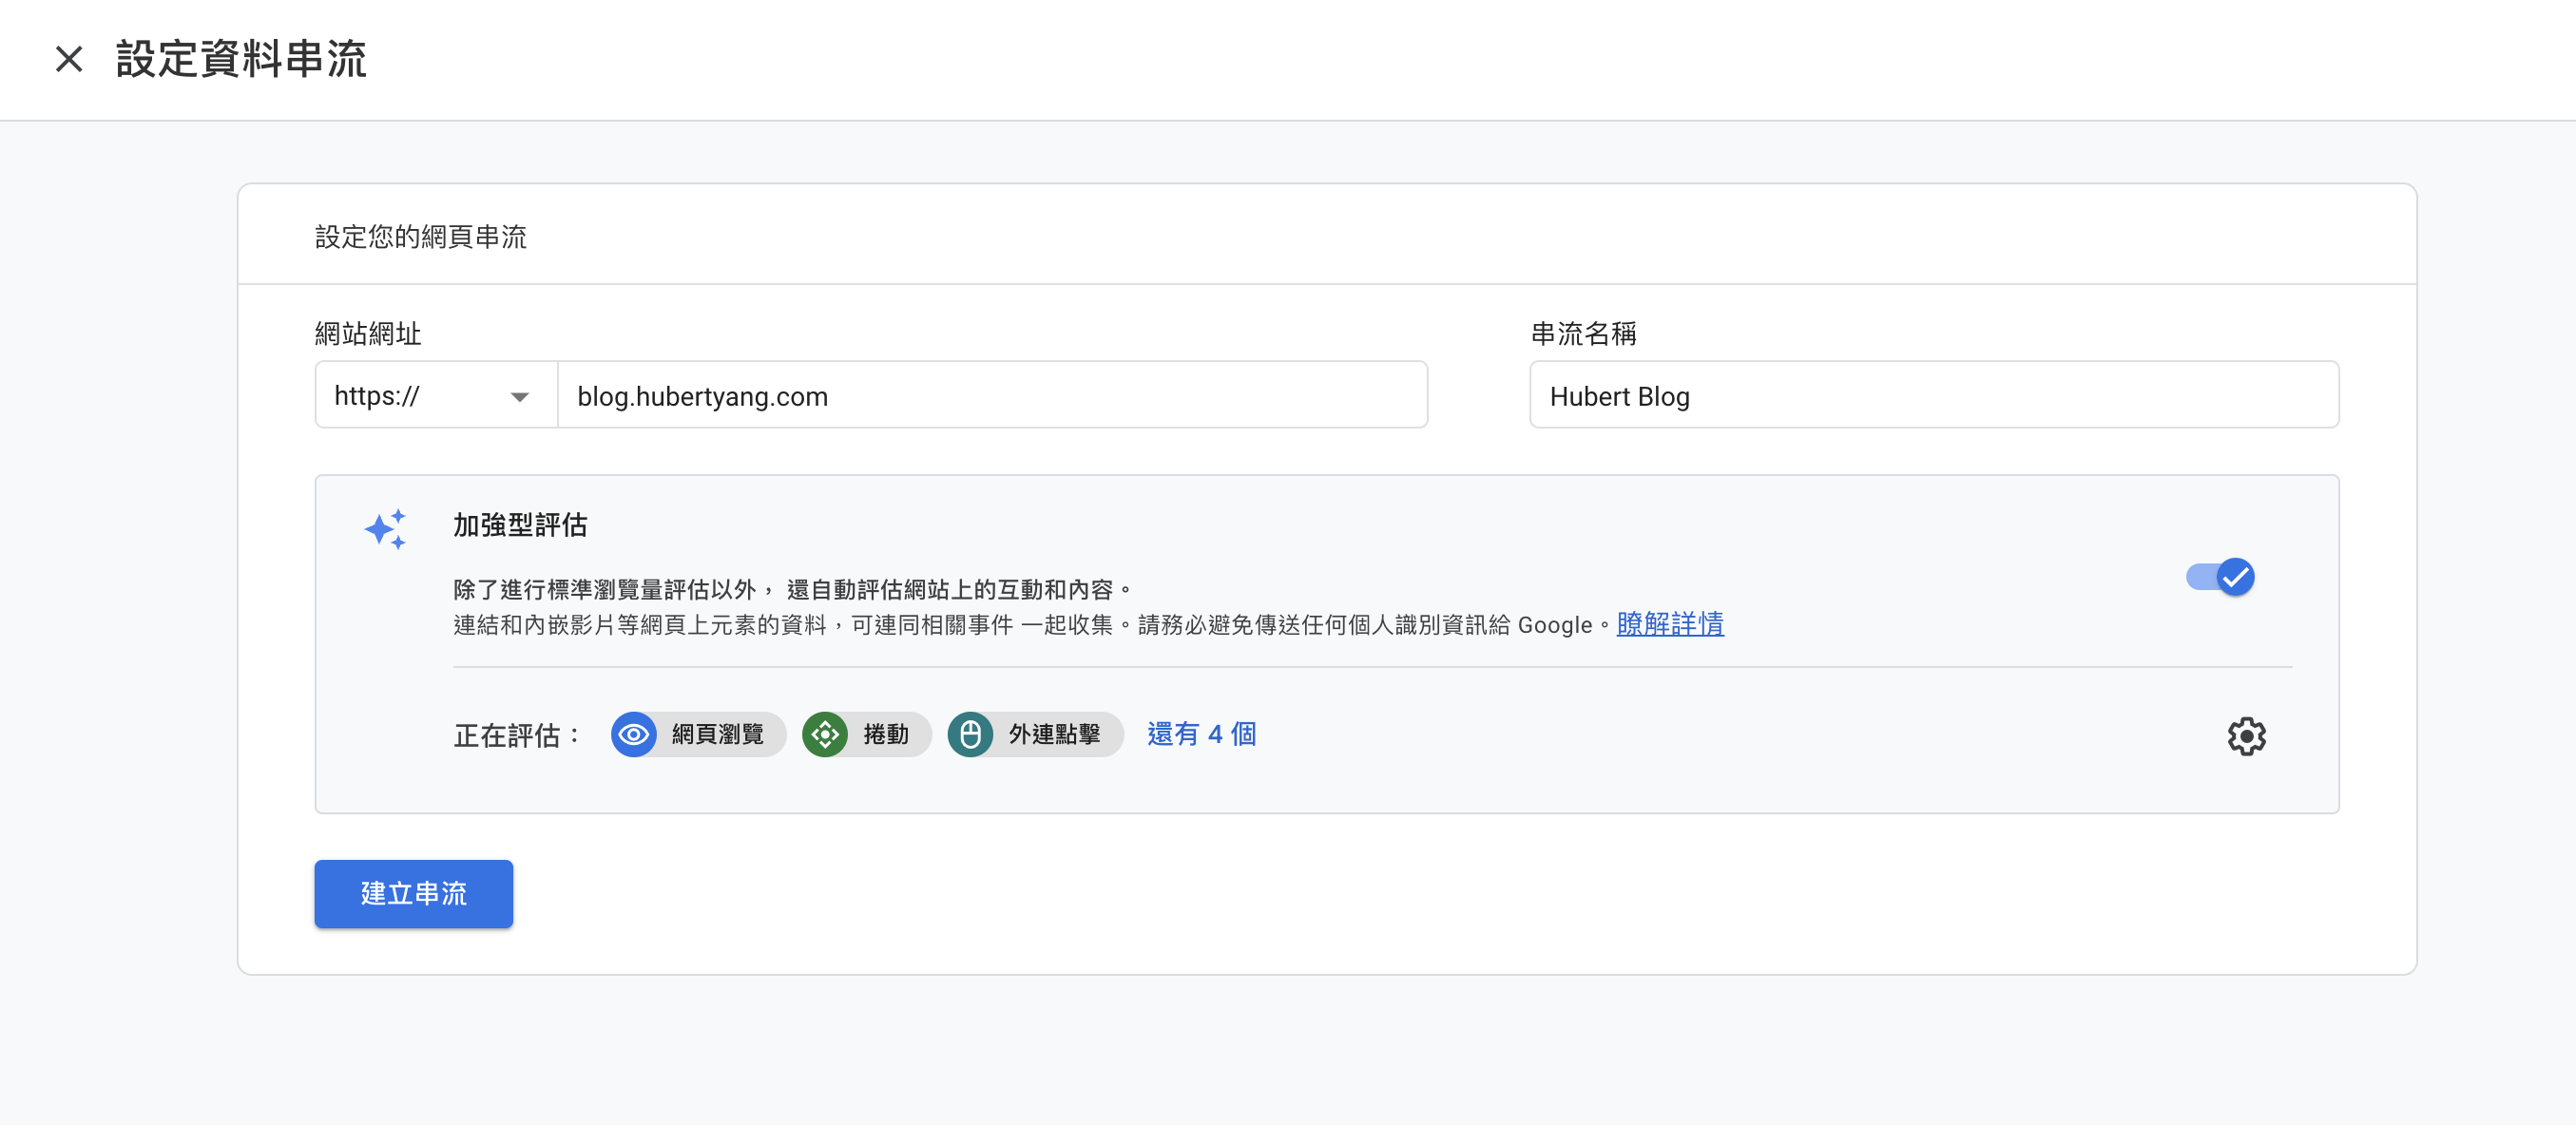 設定資料串流
設定您的網頁串流
網站網址
串流名稱
https://
blog.hubertyang.com
Hubert Blog
加強型評估
除了進行標準瀏覽量評估以外， 還自動評估網站上的互動和內容。
連結和內嵌影片等網頁上元素的資料，可連同相關事件 一起收集。請務必避免傳送任何個人識別資訊給 Google。瞭解詳情
正在評估： 網頁瀏覽 捲動 外連點擊 還有 4 個
建立串流